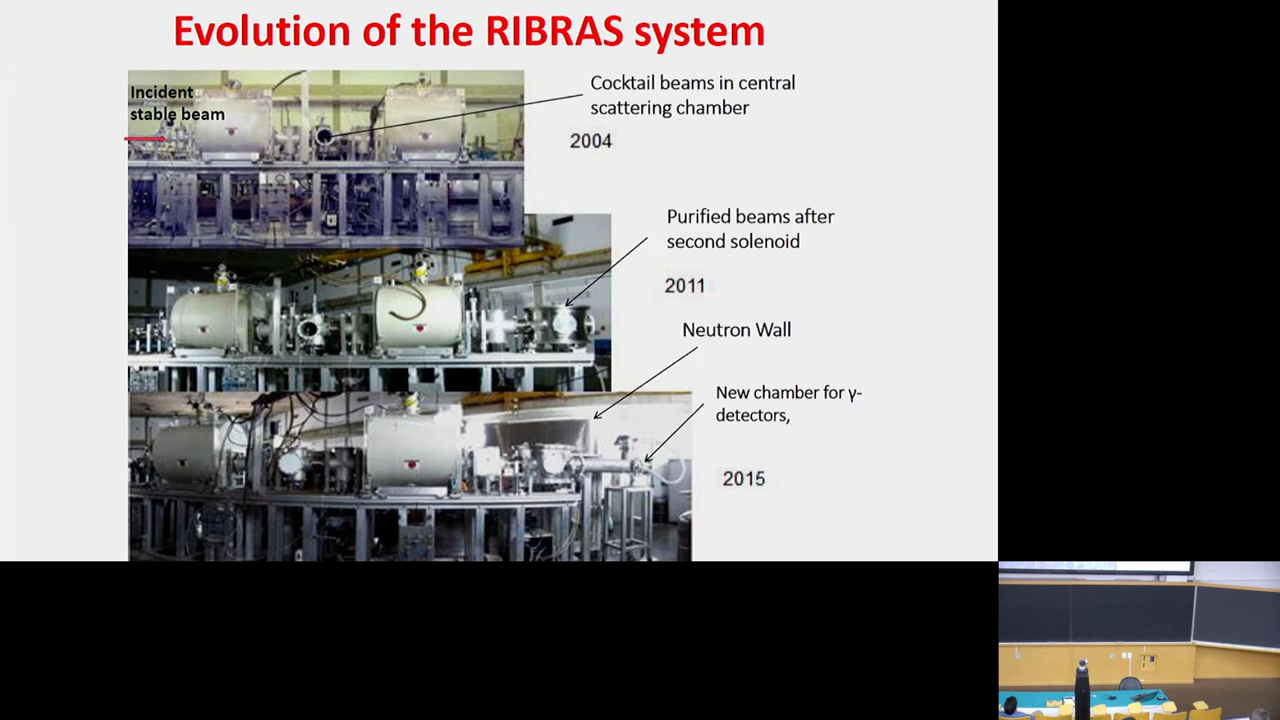 Evolution of the RIBRAS system
Incident
stable beam
Cocktail beams in central
scattering chamber
2004
Purified beams after
second solenoid
2011
Neutron Wall
New chamber for γ-
detectors,
2015